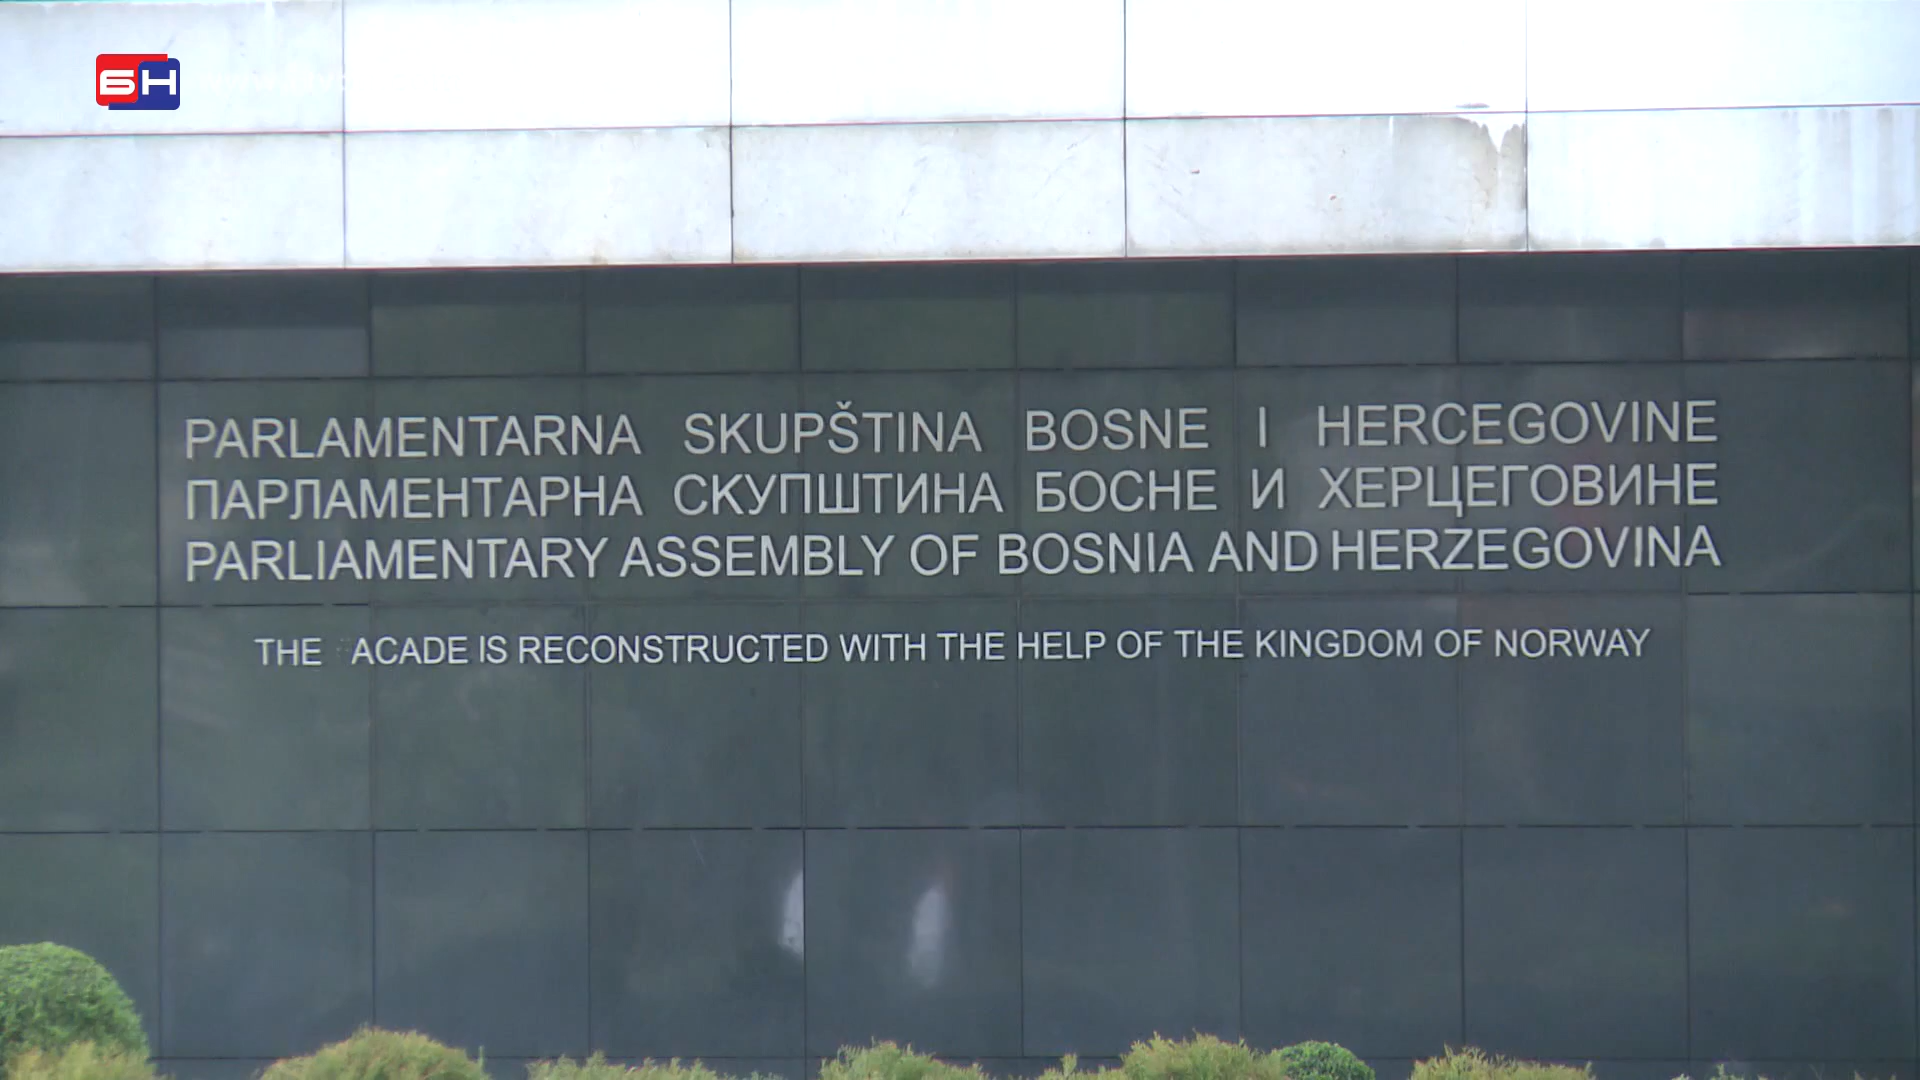 БН
PARLAMENTARNA SKUPŠTINA BOSNE I HERCEGOVINE
ПАРЛАМЕНТАРНА СКУПШТИНА БОСНЕ И ХЕРЦЕГОВИНЕ
PARLIAMENTARY ASSEMBLY OF BOSNIA AND HERZEGOVINA
THE ACADE IS RECONSTRUCTED WITH THE HELP OF THE KINGDOM OF NORWAY